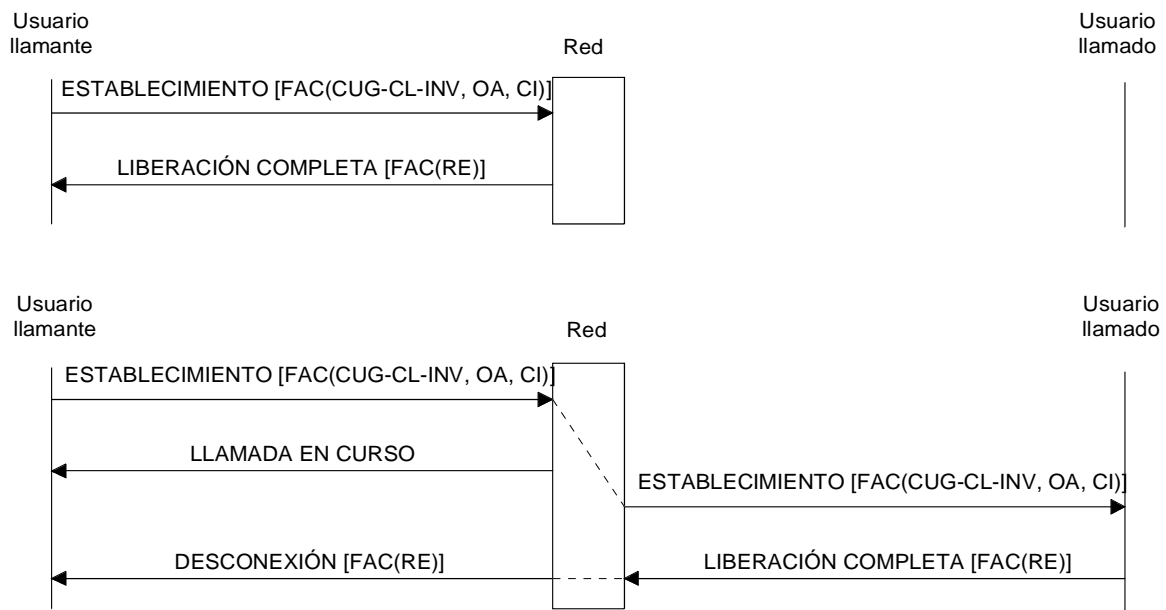 Usuario
llamante
Red
Usuario
llamado
ESTABLECIMIENTO [FAC(CUG-CL-INV, OA, CI)]
LIBERACIÓN COMPLETA [FAC(RE)]
Usuario
llamante
Red
Usuario
llamado
ESTABLECIMIENTO [FAC(CUG-CL-INV, OA, CI)]
LLAMADA EN CURSO
ESTABLECIMIENTO [FAC(CUG-CL-INV, OA, CI)]
DESCONEXIÓN [FAC(RE)]
LIBERACIÓN COMPLETA [FAC(RE)]